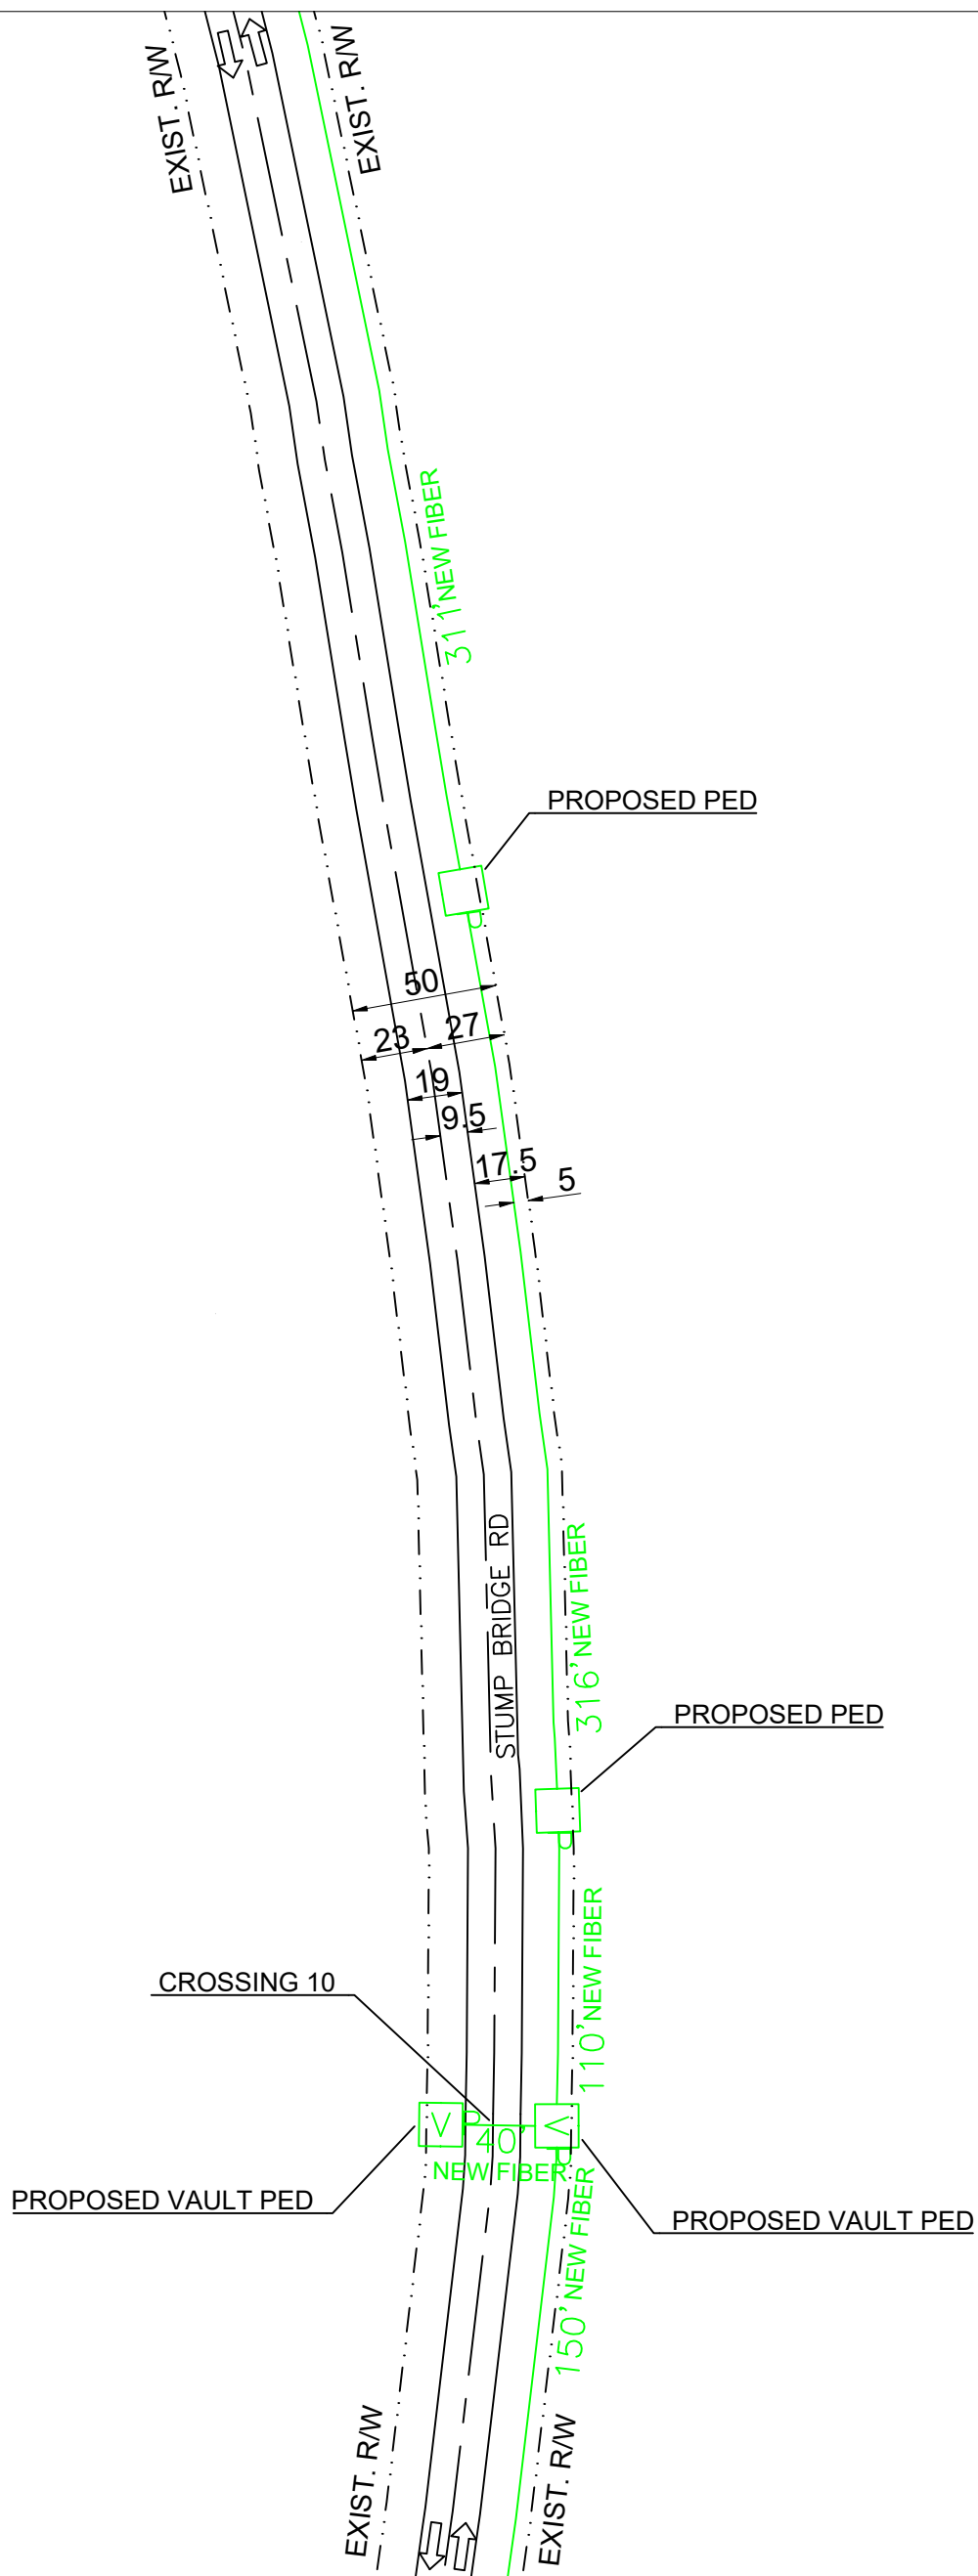 EXIST. R/W
EXIST. R/W
311' NEW FIBER
PROPOSED PED
P
50
23
27
19
9.5
17.5
5
STUMP BRIDGE RD
316' NEW FIBER
PROPOSED PED
P
110' NEW FIBER
CROSSING 10
V
P
V
P
40'
NEW FIBER
PROPOSED VAULT PED
PROPOSED VAULT PED
150' NEW FIBER
EXIST. R/W
EXIST. R/W